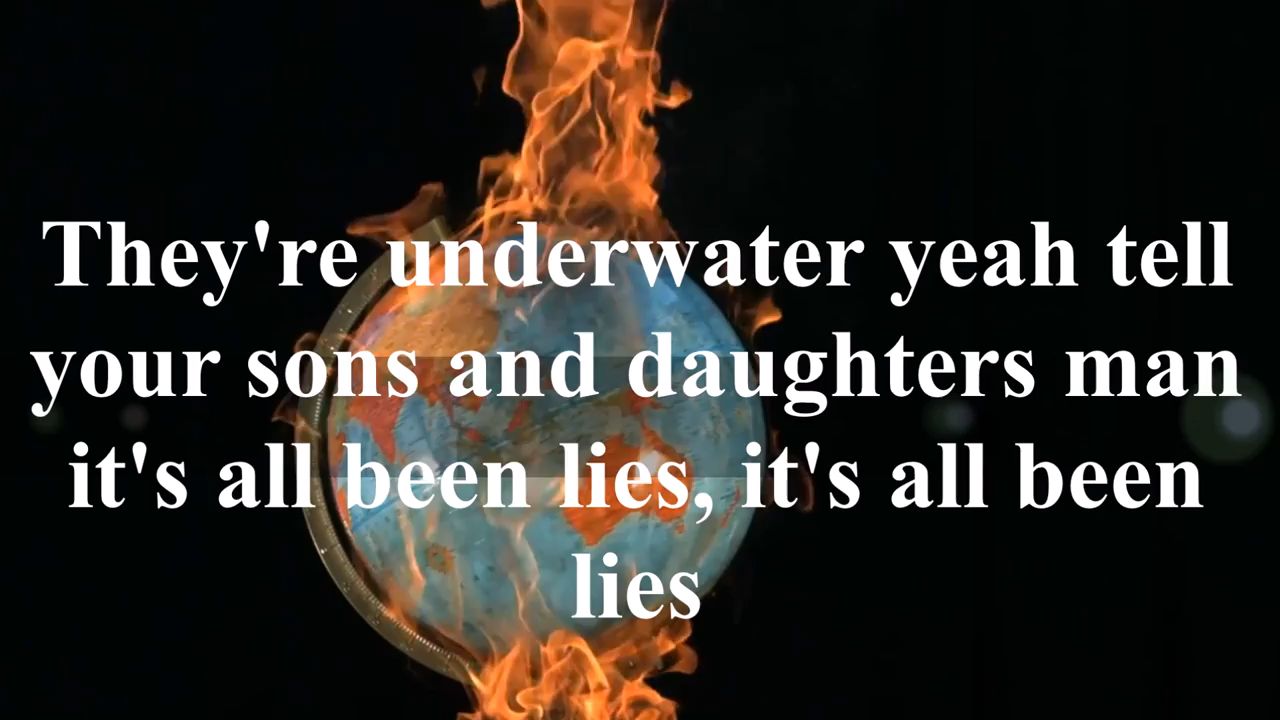 They're underwater yeah tell
your sons and daughters man
it's all been lies, it's all been
lies